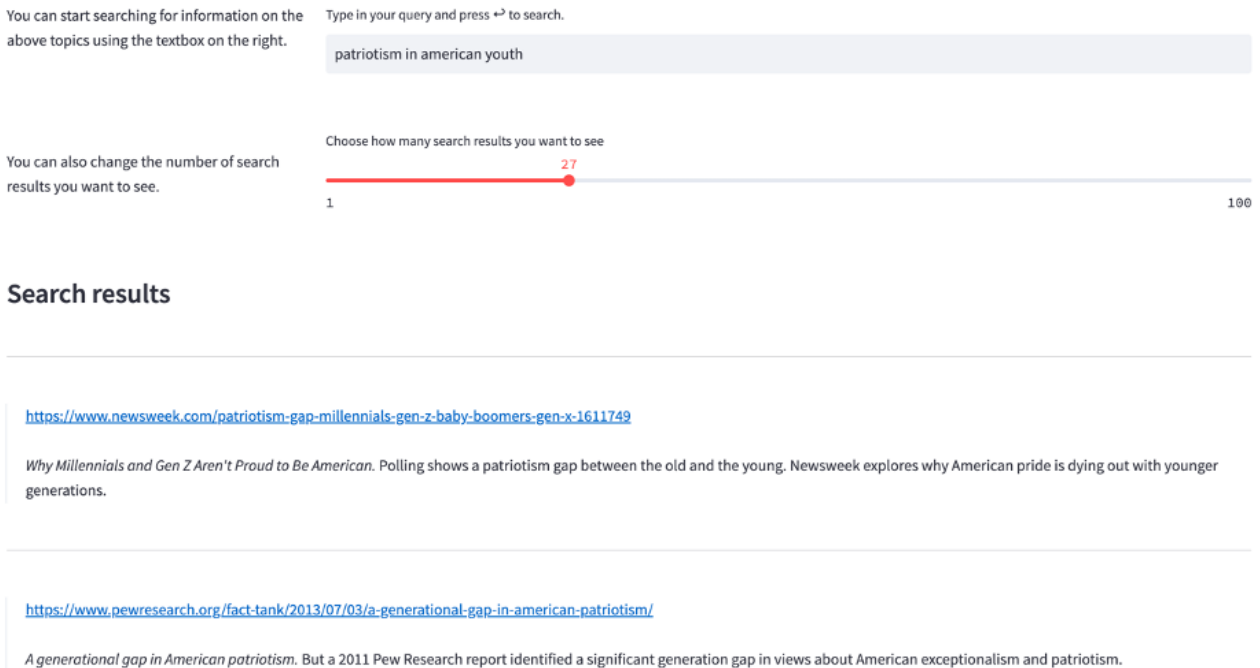 You can start searching for information on the
above topics using the textbox on the right.
Type in your query and press ↵ to search.
patriotism in american youth
You can also change the number of search
results you want to see.
Choose how many search results you want to see
27
1
100
Search results
https://www.newsweek.com/patriotism-gap-millennials-gen-z-baby-boomers-gen-x-1611749
Why Millennials and Gen Z Aren't Proud to Be American. Polling shows a patriotism gap between the old and the young. Newsweek explores why American pride is dying out with younger
generations.
https://www.pewresearch.org/fact-tank/2013/07/03/a-generational-gap-in-american-patriotism/
A generational gap in American patriotism. But a 2011 Pew Research report identified a significant generation gap in views about American exceptionalism and patriotism.